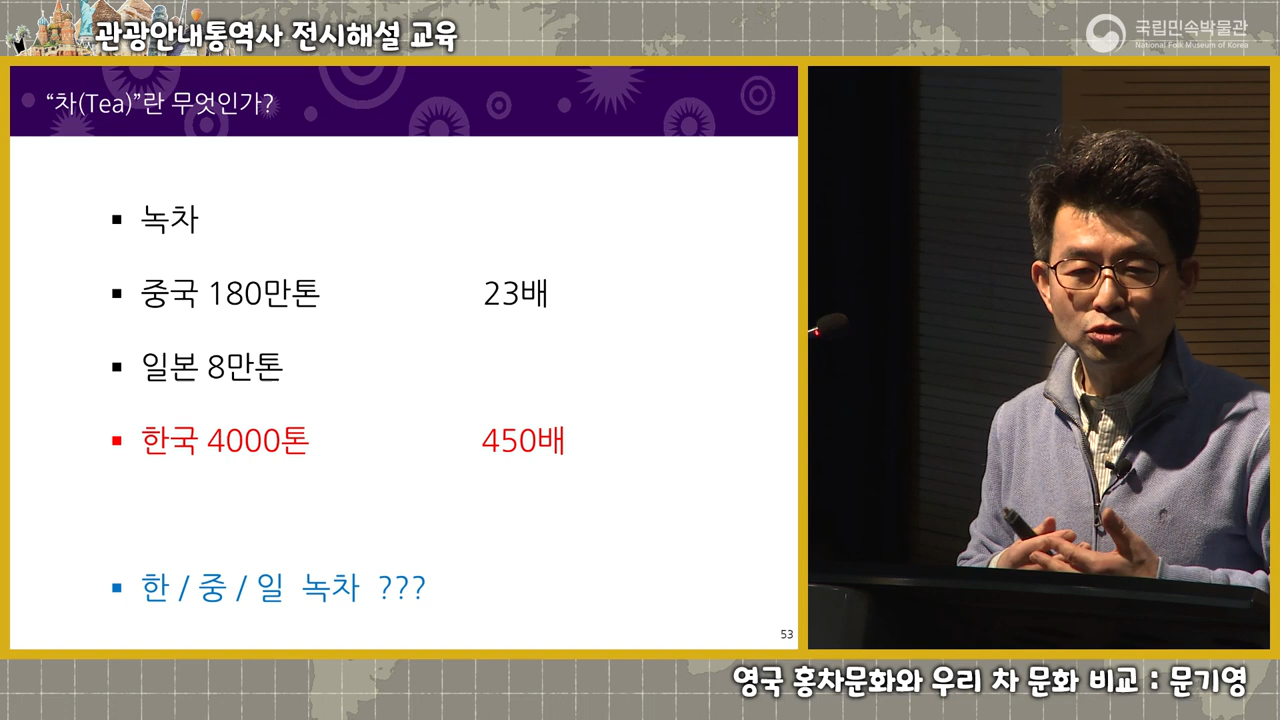 관광안내통역사 전시해설 교육
국립민속박물관
National Folk Museum of Korea
“차(Tea)”란 무엇인가?
▪ 녹차
▪ 중국 180만톤 23배
▪ 일본 8만톤
▪ 한국 4000톤 450배
▪ 한 / 중 / 일 녹차 ???
53
영국 홍차문화와 우리 차 문화 비교 : 문기영